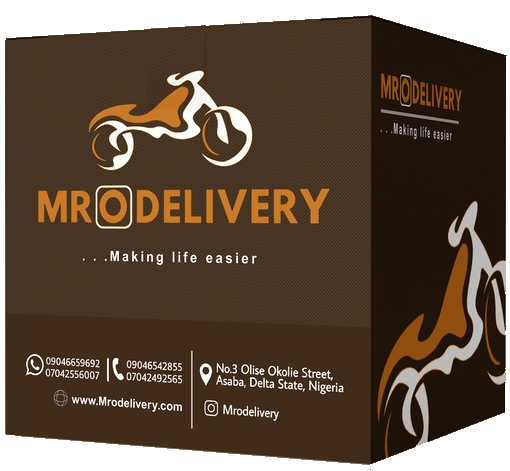 MRODELIVERY
. . .Making life easier
09046659692
07042556007
09046542855
07042492565
www.Mrodelivery.com
No.3 Olise Okolie Street,
Asaba, Delta State, Nigeria
Mrodelivery
MRODELIVERY
. . .Making life easier